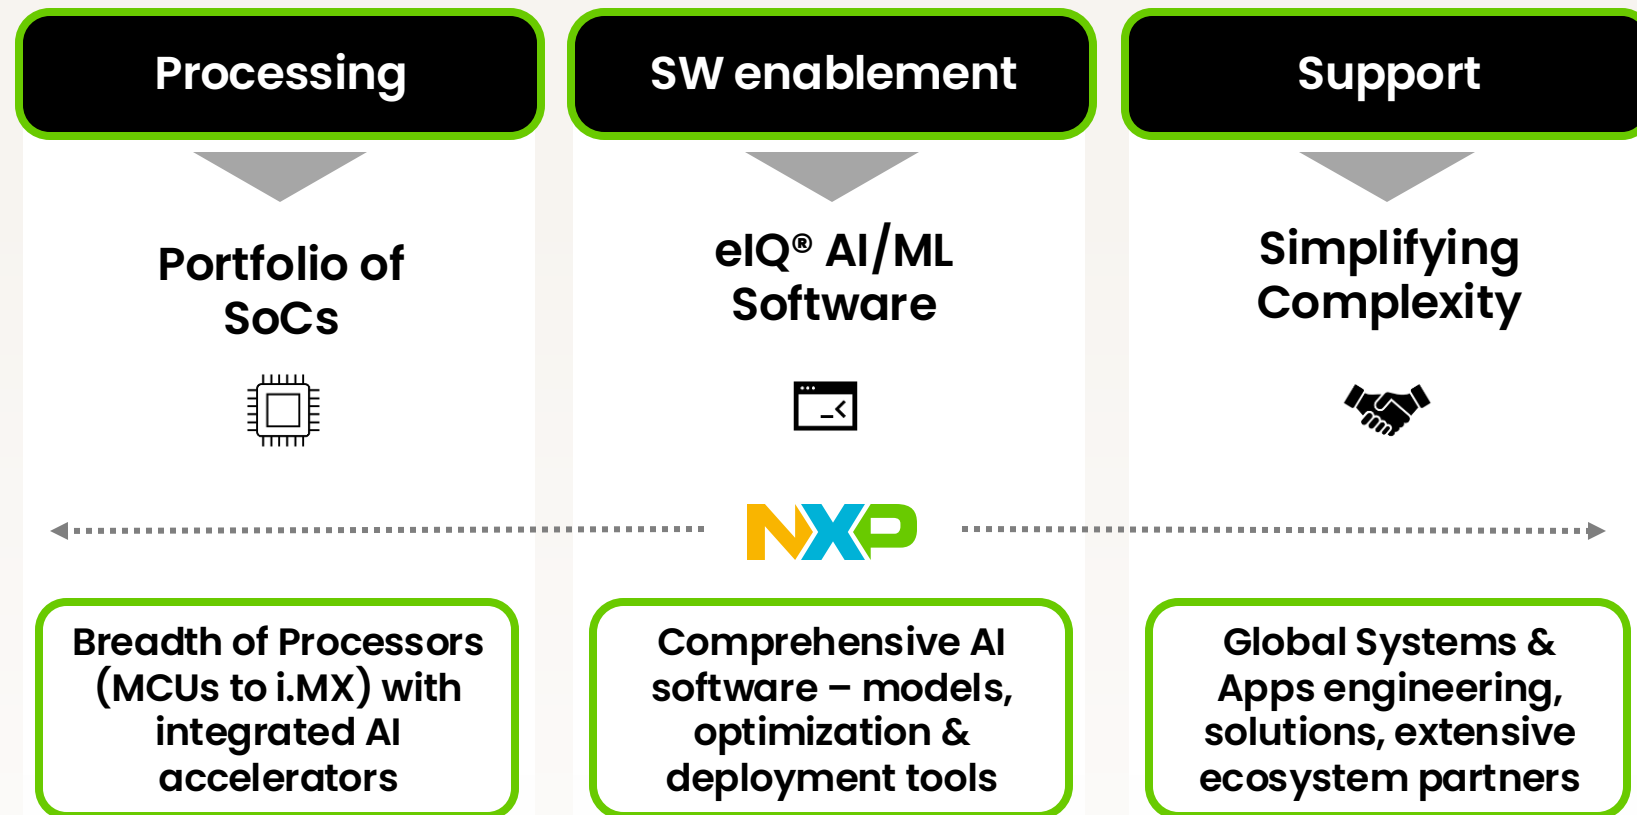 Processing
Portfolio of
SoCs
Breadth of Processors
(MCUs to i.MX) with
integrated AI
accelerators
SW enablement
eIQ® AI/ML
Software
NXP
Comprehensive AI
software – models,
optimization &
deployment tools
Support
Simplifying
Complexity
Global Systems &
Apps engineering,
solutions, extensive
ecosystem partners